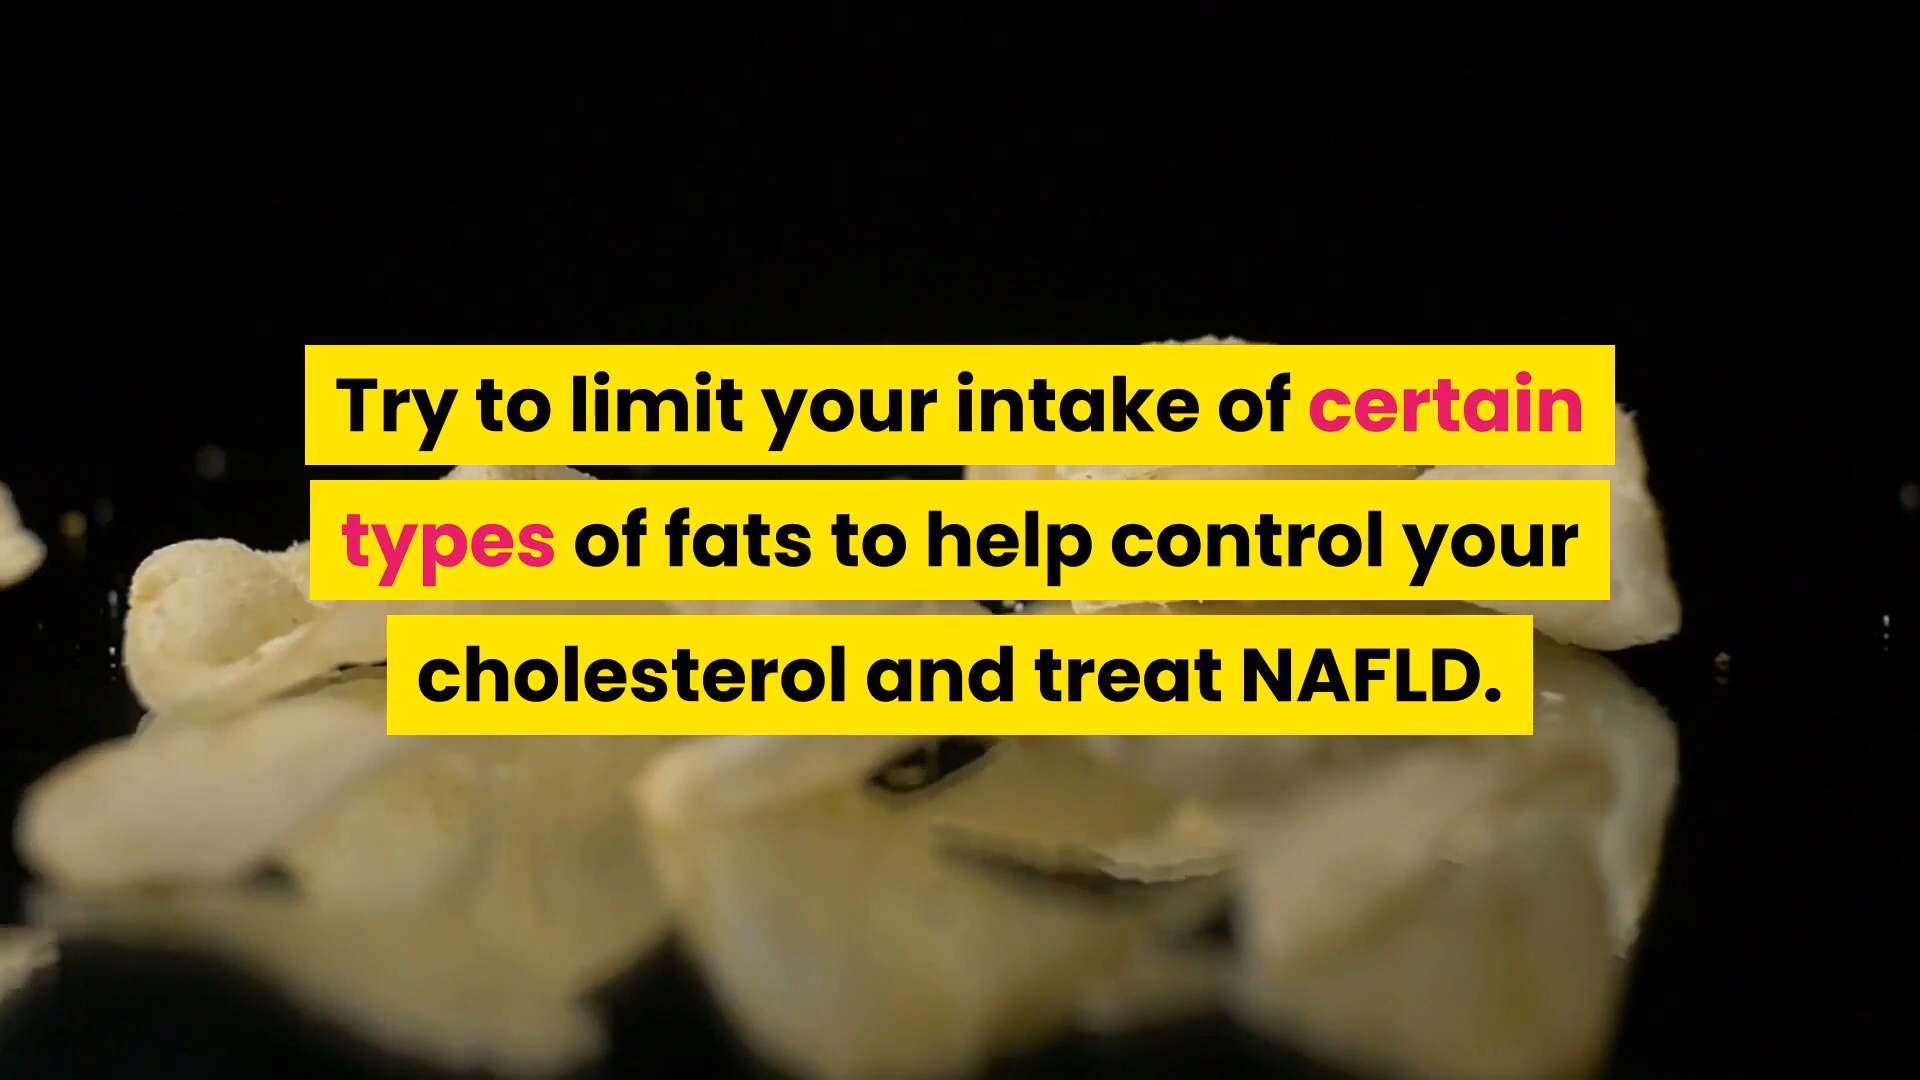 Try to limit your intake of certain
types of fats to help control your
cholesterol and treat NAFLD.